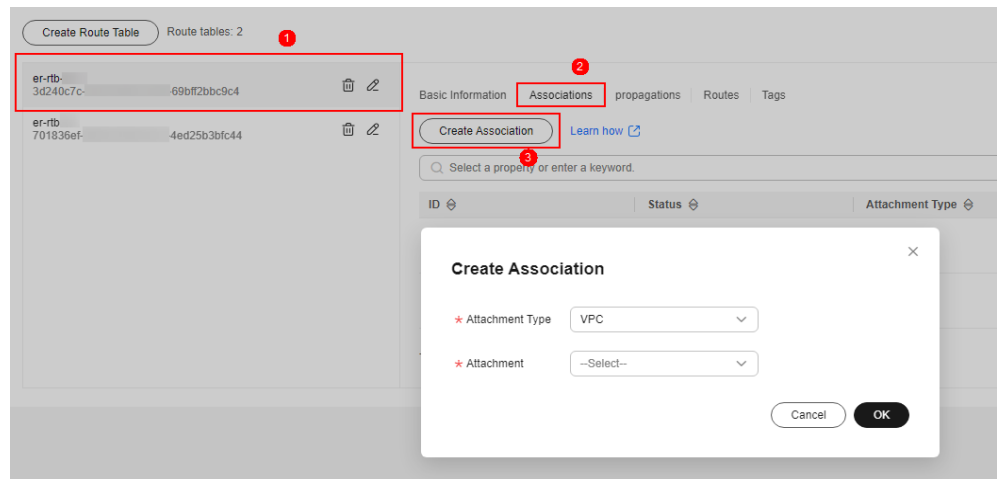 Create Route Table Route tables: 2
1
er-rtb-
3d240c7c- -69bff2bbc9c4
er-rtb
701836ef- -4ed25b3bfc44
2
Basic Information Associations propagations Routes Tags
Create Association Learn how
3
Select a property or enter a keyword.
ID Status Attachment Type
Create Association
* Attachment Type VPC
* Attachment --Select--
Cancel OK